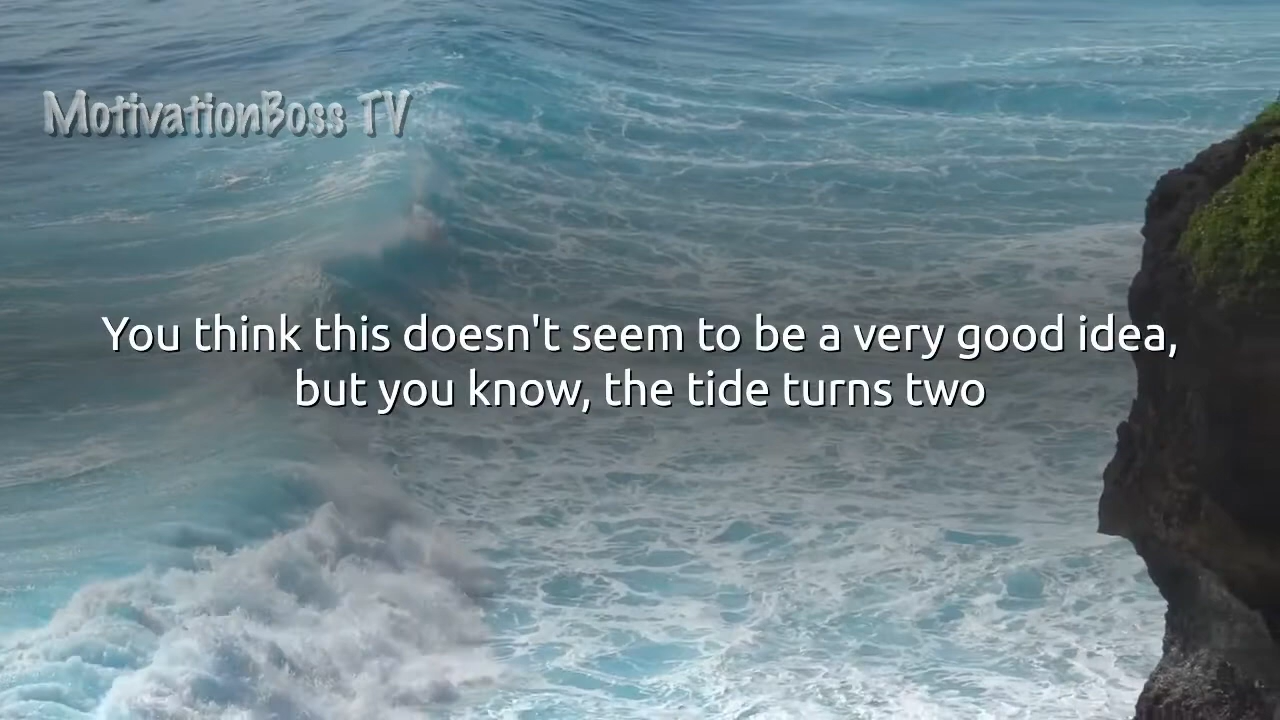 MotivationBoss TV
You think this doesn't seem to be a very good idea,
but you know, the tide turns two